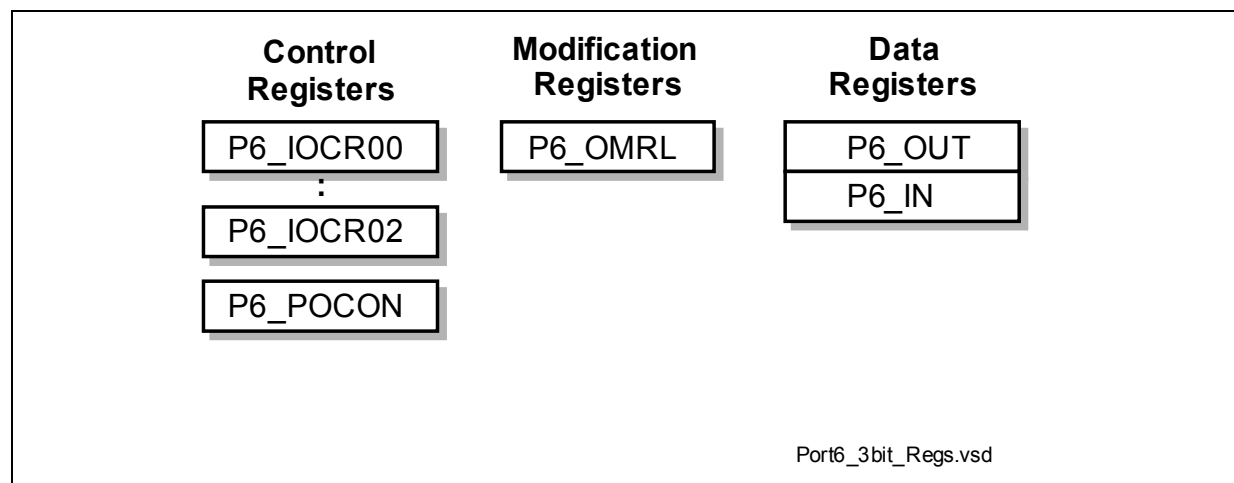 Control
Registers
P6_IOCR00
:
P6_IOCR02
P6_POCON
Modification
Registers
P6_OMRL
Data
Registers
P6_OUT
P6_IN
Port6_3bit_Regs.vsd